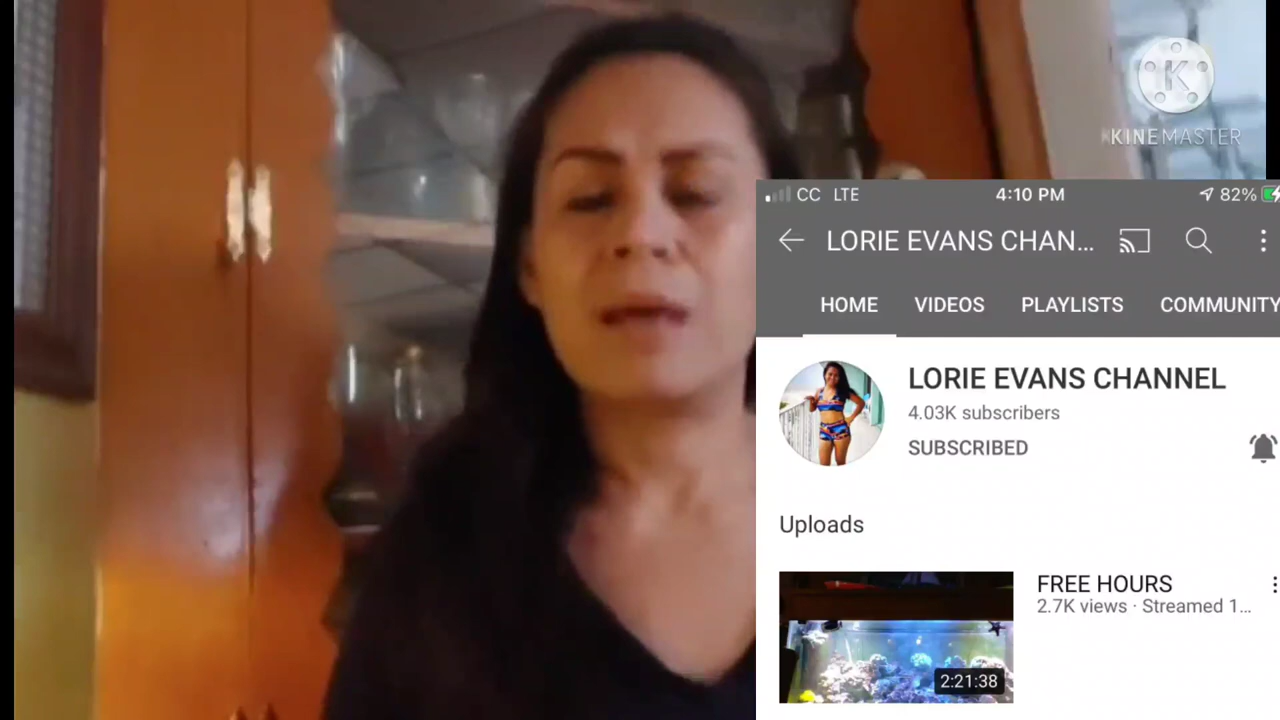 K
KINEMASTER
CC LTE 4:10 PM 82%
LORIE EVANS CHAN...
HOME VIDEOS PLAYLISTS COMMUNITY
LORIE EVANS CHANNEL
4.03K subscribers
SUBSCRIBED
Uploads
FREE HOURS
2.7K views · Streamed 1...
2:21:38